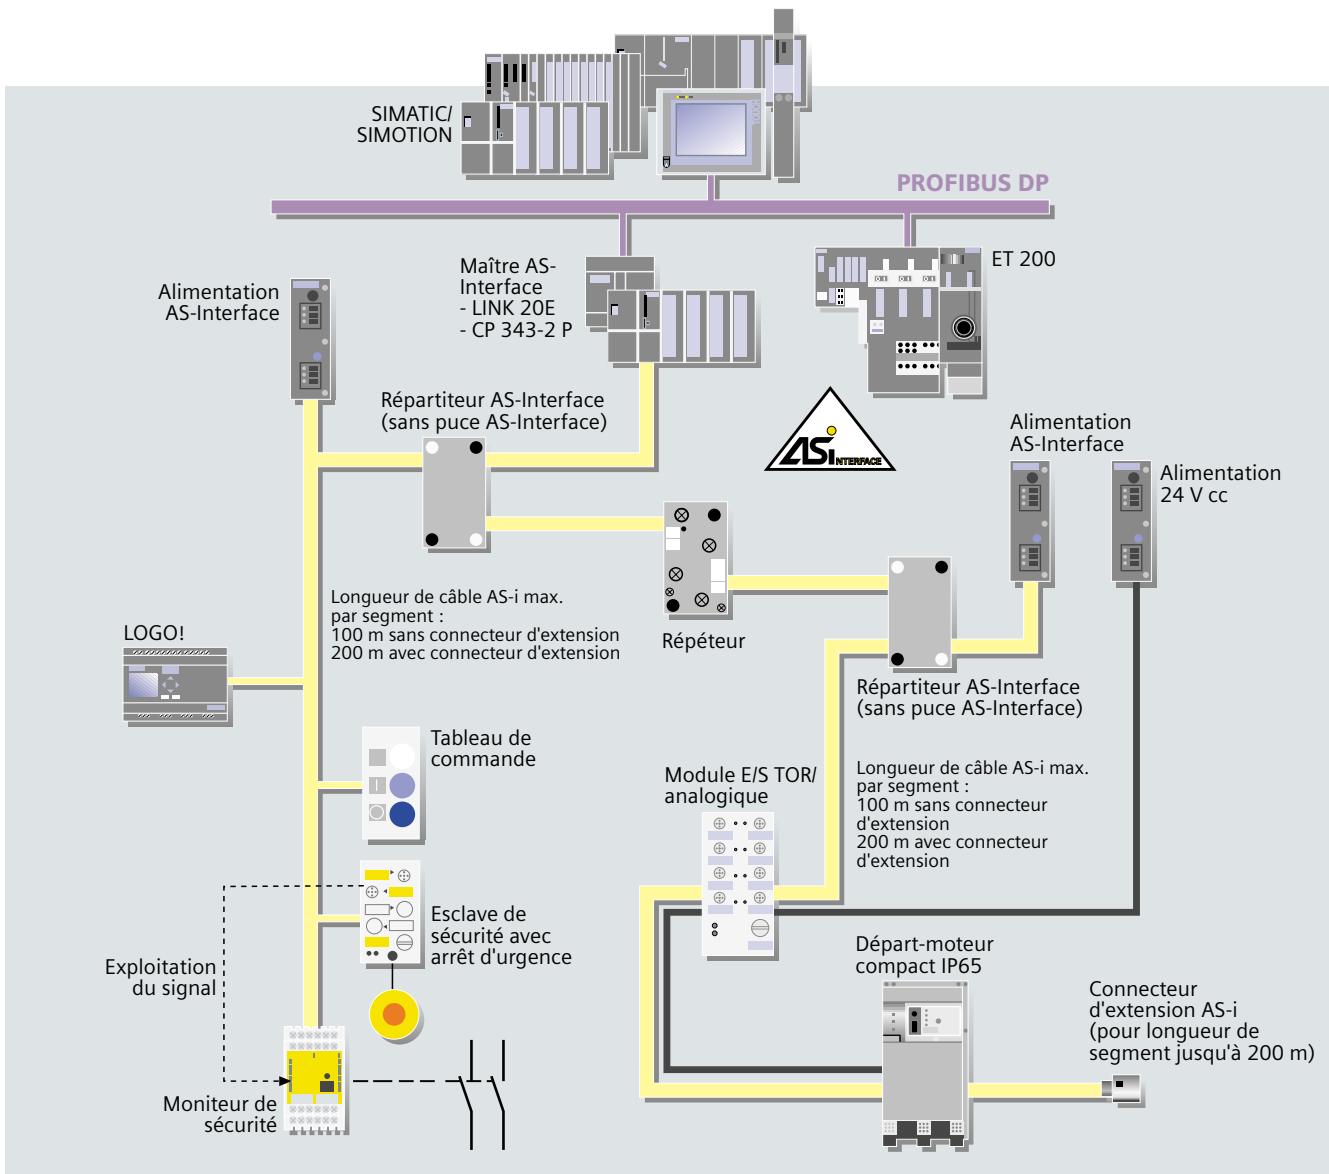 SIMATIC/
SIMOTION
PROFIBUS DP
ET 200
Maître AS-
Interface
- LINK 20E
- CP 343-2 P
Alimentation
AS-Interface
Répartiteur AS-Interface
(sans puce AS-Interface)
ASi INTERFACE
Alimentation
AS-Interface
Alimentation
24 V cc
Longueur de câble AS-i max.
par segment :
100 m sans connecteur d'extension
200 m avec connecteur d'extension
Répéteur
LOGO!
Répartiteur AS-Interface
(sans puce AS-Interface)
Tableau de
commande
Module E/S TOR/
analogique
Longueur de câble AS-i max.
par segment :
100 m sans connecteur
d'extension
200 m avec connecteur
d'extension
Esclave de
sécurité avec
arrêt d'urgence
Exploitation
du signal
Départ-moteur
compact IP65
Connecteur
d'extension AS-i
(pour longueur de
segment jusqu'à 200 m)
Moniteur de
sécurité